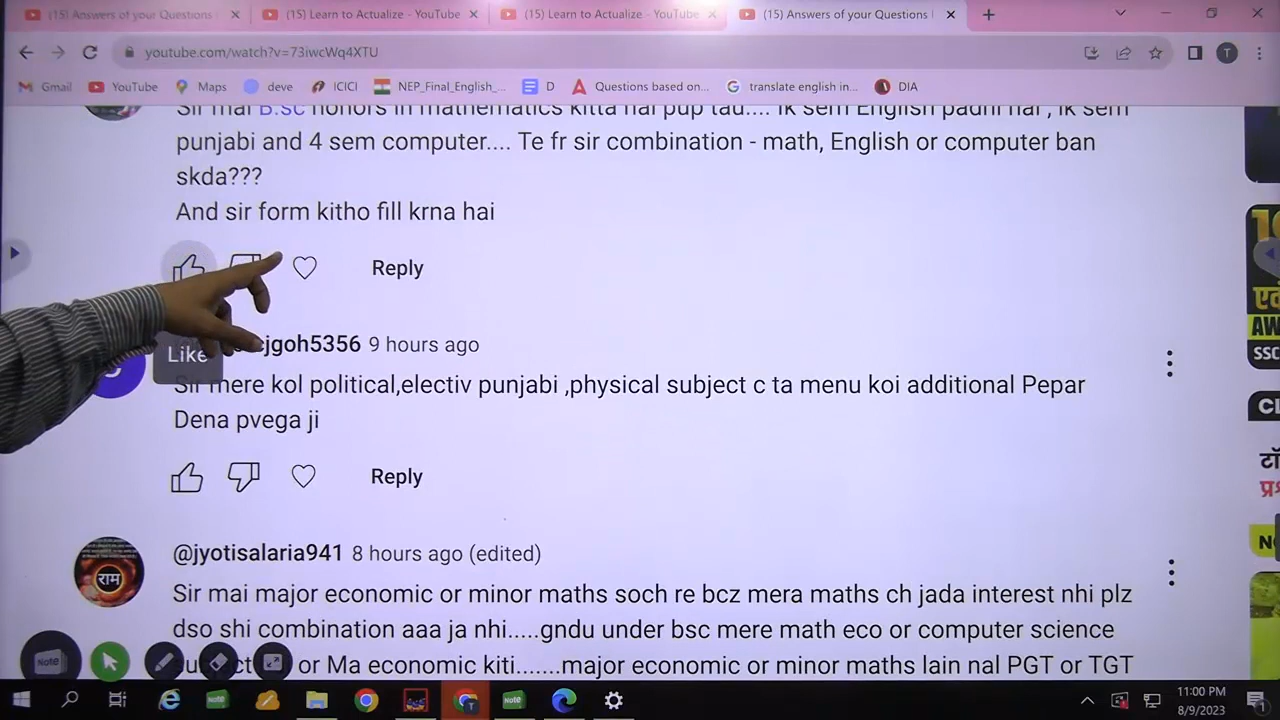 (15) Answers of your Questions
(15) Learn to Actualize - YouTube
(15) Learn to Actualize - YouTube
(15) Answers of your Questions
youtube.com/watch?v=73iwcWq4XTU
T
Gmail
YouTube
Maps
deve
ICICI
NEP_Final_English_...
D
Questions based on...
translate english in...
DIA
Sir mai B.sc honors in mathematics kitta hai pup tau.... Ik sem English padhi hai , ik sem
punjabi and 4 sem computer.... Te fr sir combination - math, English or computer ban
skda???
And sir form kitho fill krna hai
Reply
cjgoh5356 9 hours ago
Like
Sir mere kol political,electiv punjabi ,physical subject c ta menu koi additional Pepar
Dena pvega ji
Reply
राम
@jyotisalaria941 8 hours ago (edited)
Sir mai major economic or minor maths soch re bcz mera maths ch jada interest nhi plz
dso shi combination aaa ja nhi.....gndu under bsc mere math eco or computer science
or Ma economic kiti.......major economic or minor maths lain nal PGT or TGT
AW
SSC
टॉ
प्र
Note
Note
Note
11:00 PM
8/9/2023